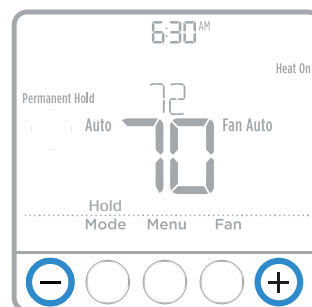 6:30 AM
Heat On
72
Permanent Hold
Auto 70 Fan Auto
Hold
Mode Menu Fan
− +